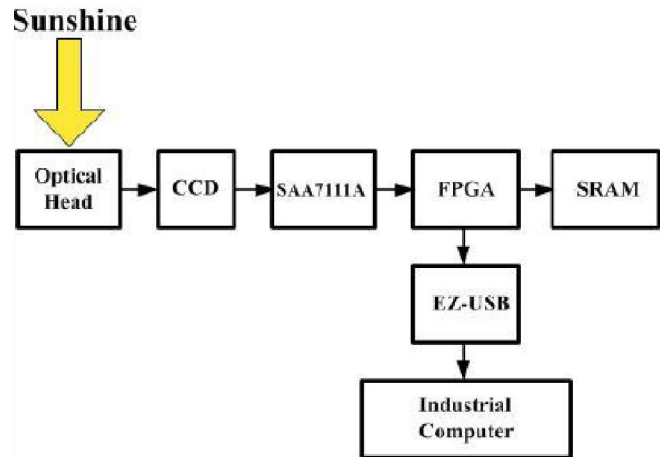 Sunshine
Optical
Head
CCD
SAA7111A
FPGA
SRAM
EZ-USB
Industrial
Computer